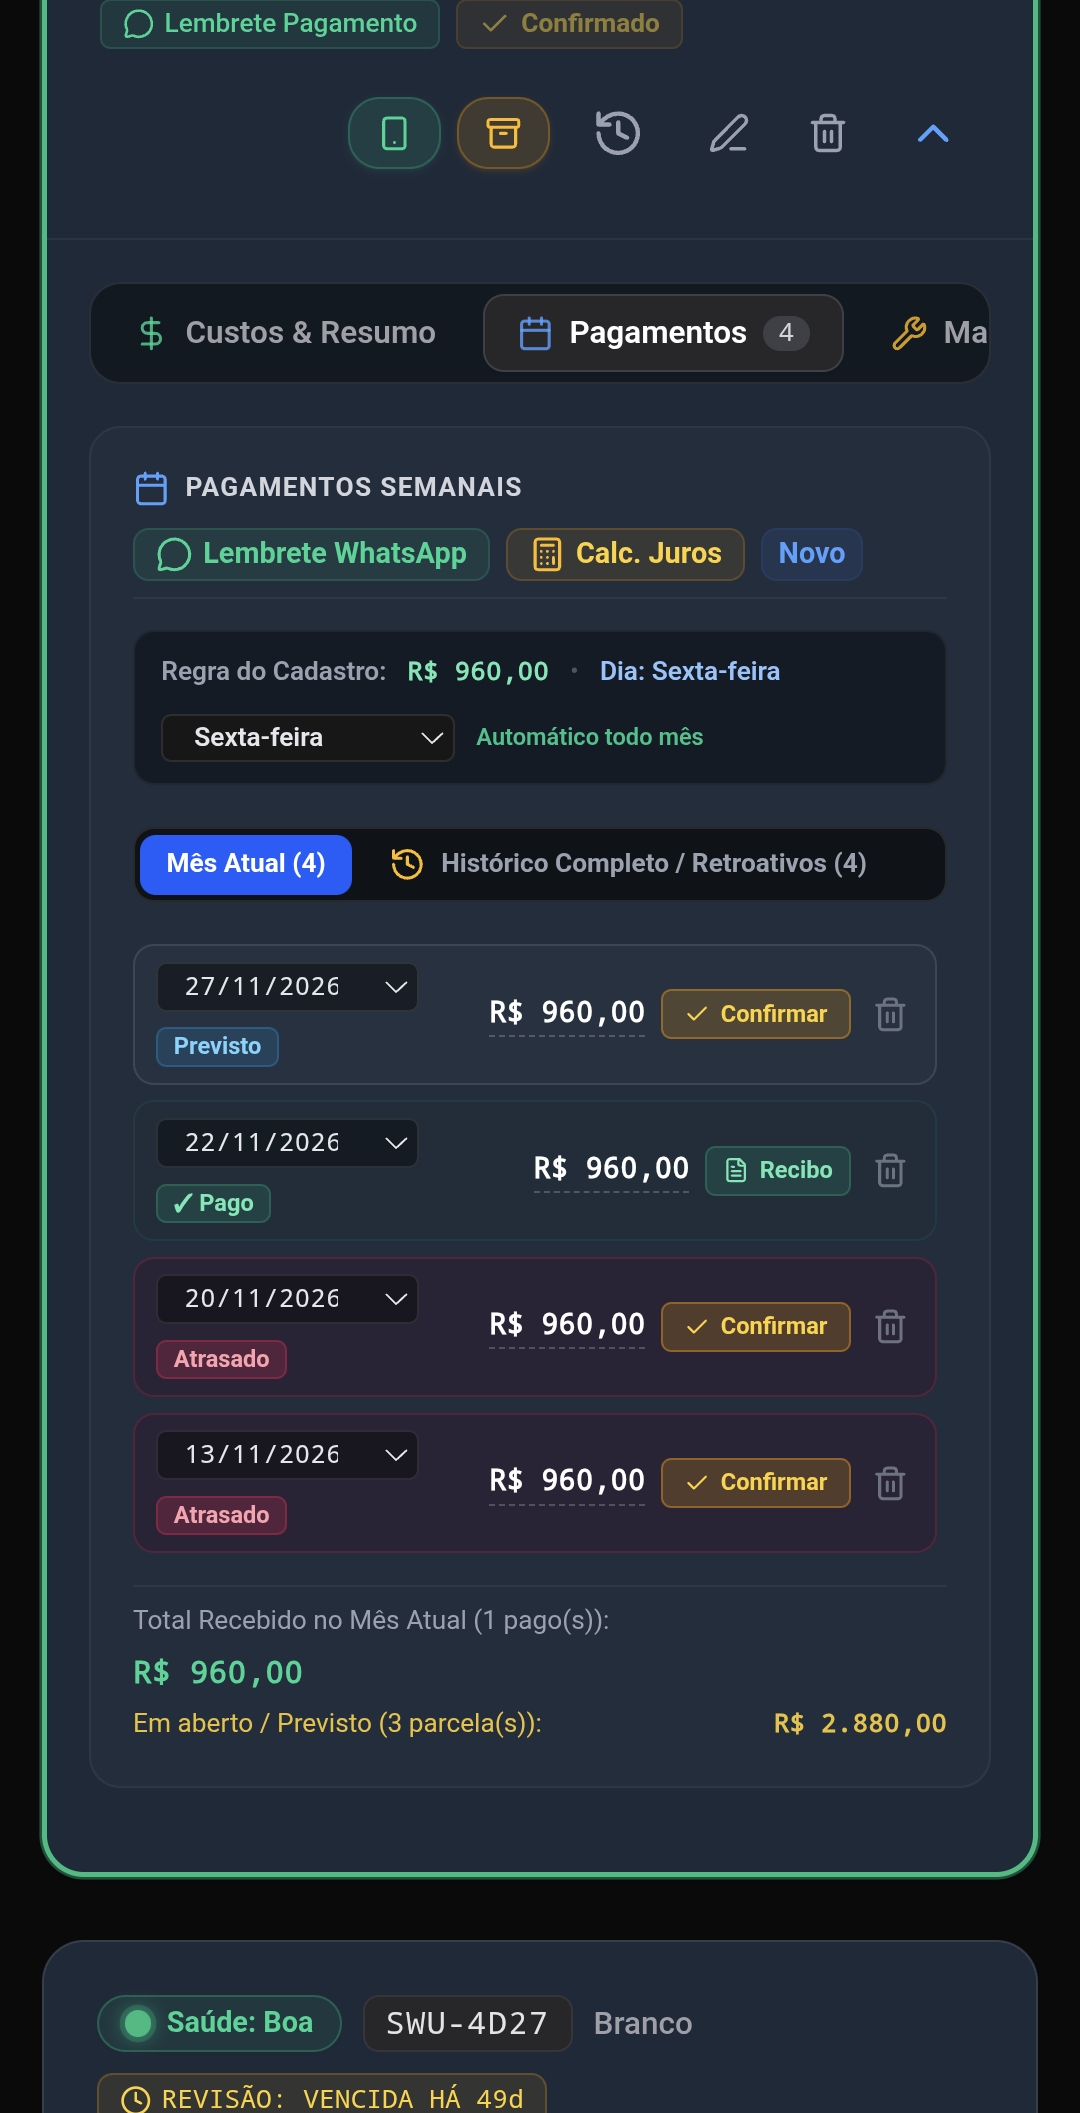 Lembrete Pagamento Confirmado
Custos & Resumo Pagamentos 4 Ma
PAGAMENTOS SEMANAIS
Lembrete WhatsApp Calc. Juros Novo
Regra do Cadastro: R$ 960,00 • Dia: Sexta-feira
Sexta-feira Automático todo mês
Mês Atual (4) Histórico Completo / Retroativos (4)
27/11/2026 R$ 960,00 Confirmar
Previsto
22/11/2026 R$ 960,00 Recibo
✓ Pago
20/11/2026 R$ 960,00 Confirmar
Atrasado
13/11/2026 R$ 960,00 Confirmar
Atrasado
Total Recebido no Mês Atual (1 pago(s)):
R$ 960,00
Em aberto / Previsto (3 parcela(s)): R$ 2.880,00
Saúde: Boa SWU-4D27 Branco
REVISÃO: VENCIDA HÁ 49d